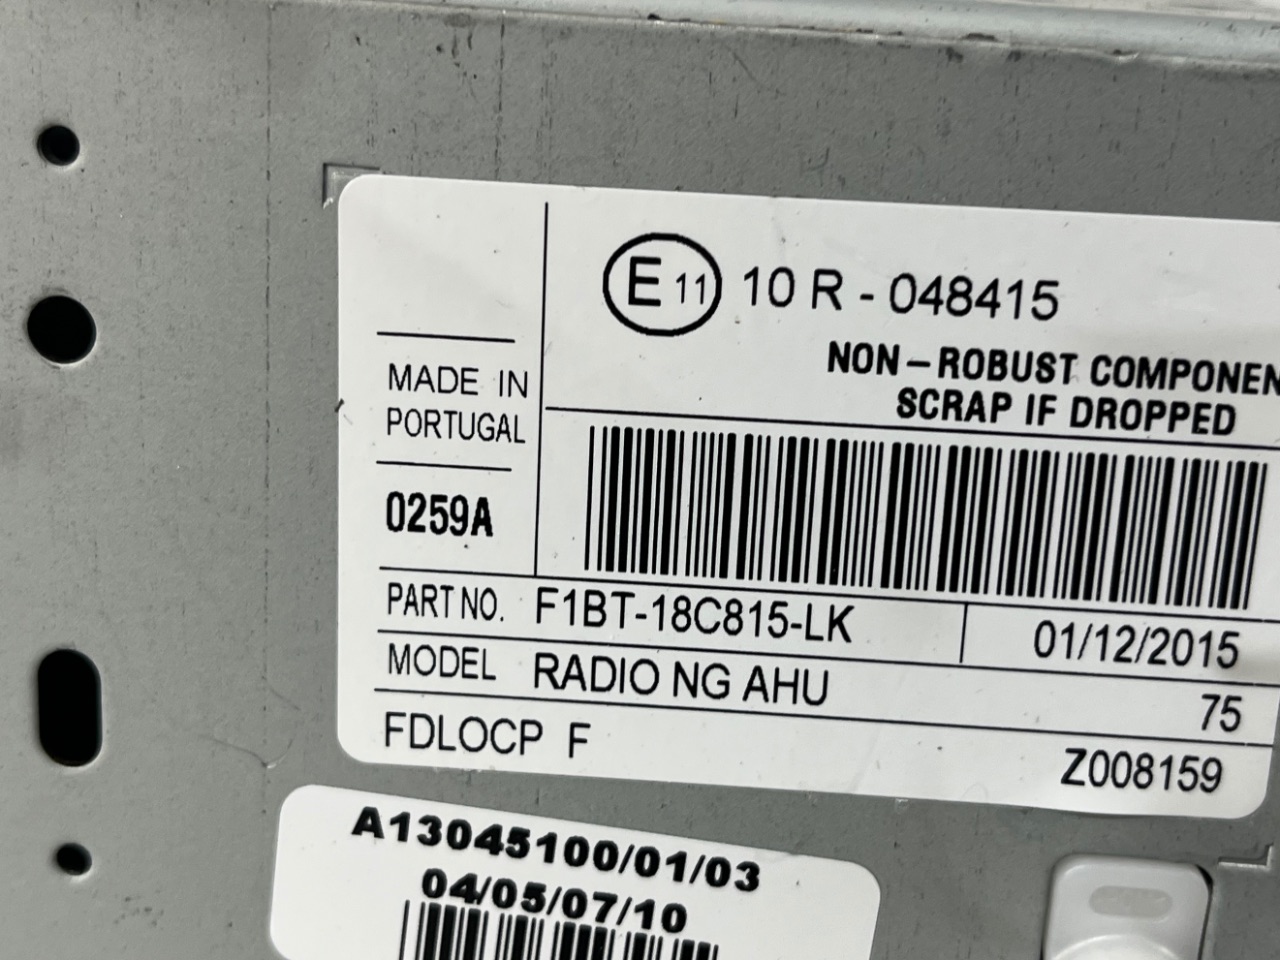 E 11 10 R - 048415
NON-ROBUST COMPONEN
SCRAP IF DROPPED
MADE IN
PORTUGAL
0259A
PART NO. F1BT-18C815-LK 01/12/2015
MODEL RADIO NG AHU 75
FDLOCP F Z008159
A13045100/01/03
04/05/07/10